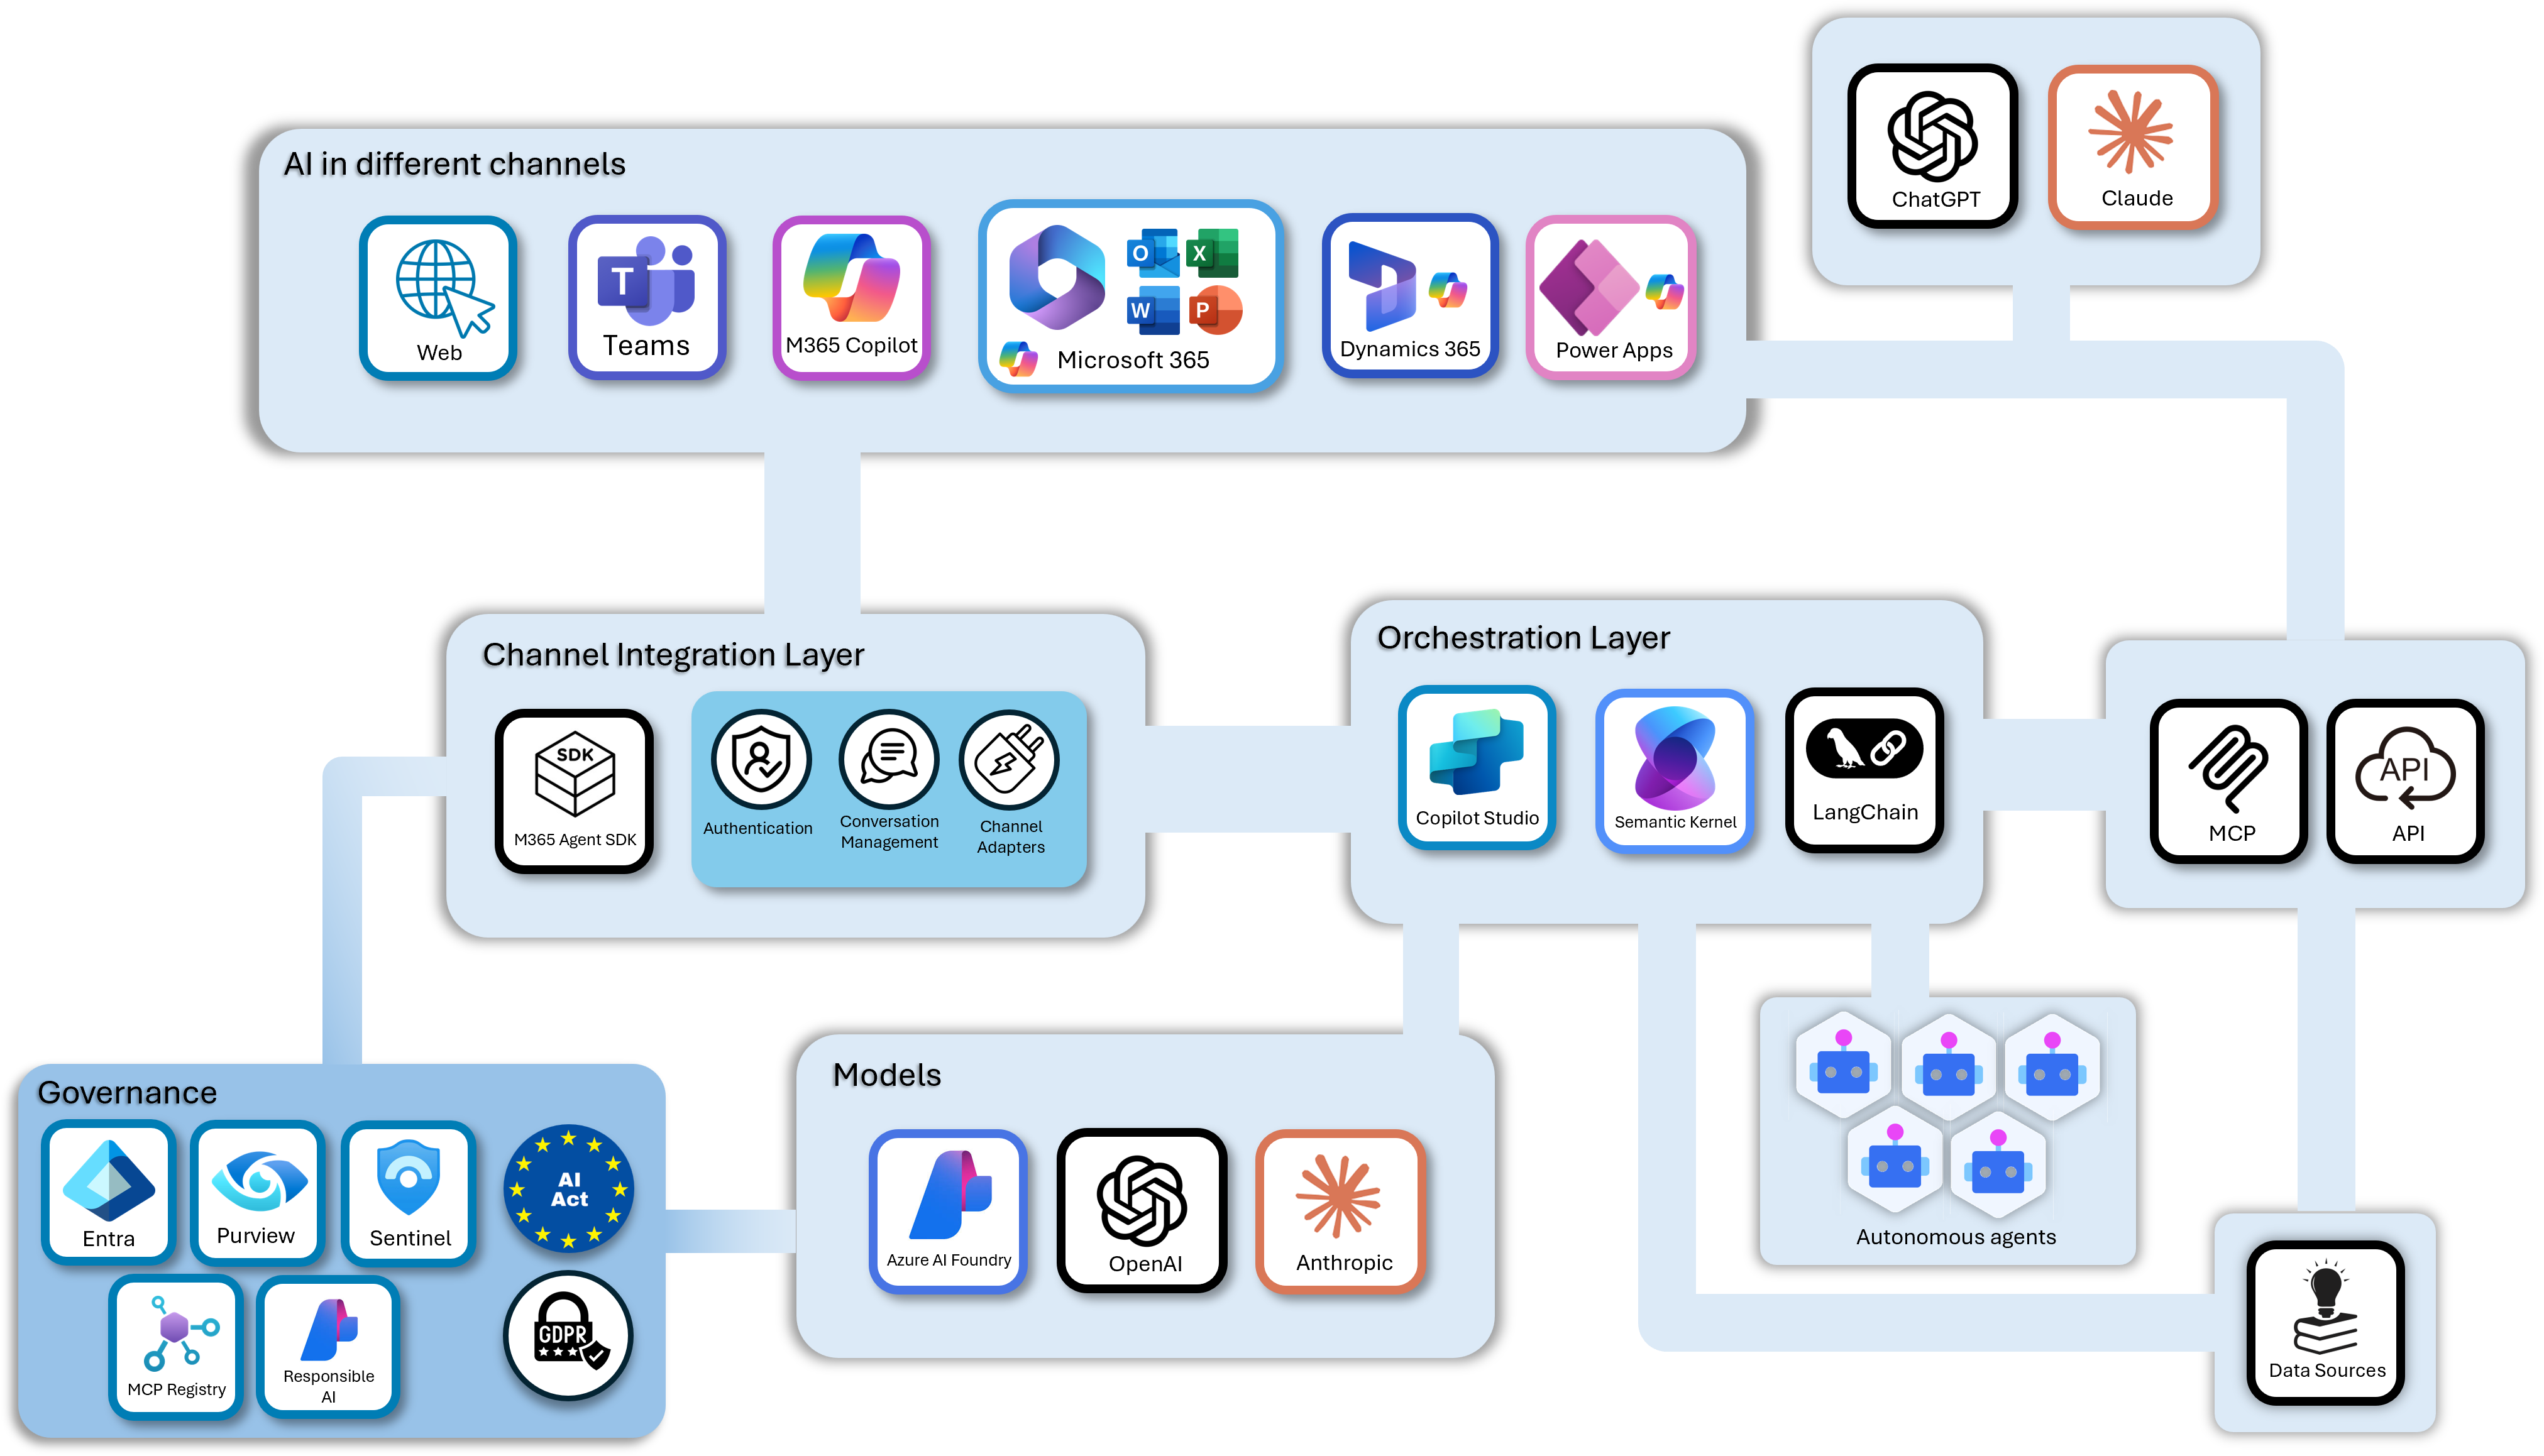 ChatGPT
Claude
AI in different channels
Web
Teams
M365 Copilot
O
X
W
P
T
Microsoft 365
Dynamics 365
Power Apps
Channel Integration Layer
SDK
M365 Agent SDK
Authentication
Conversation
Management
Channel
Adapters
Orchestration Layer
Copilot Studio
Semantic Kernel
LangChain
MCP
API
API
Governance
Entra
Purview
Sentinel
AI
Act
MCP Registry
Responsible
AI
GDPR
Models
Azure AI Foundry
OpenAI
Anthropic
Autonomous agents
Data Sources